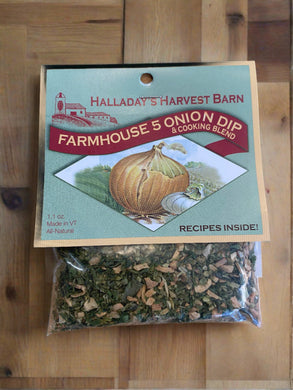 HALLADAY'S HARVEST BARN
FARMHOUSE 5 ONION DIP
& COOKING BLEND
1.1 oz.
Made in VT
All-Natural
RECIPES INSIDE!